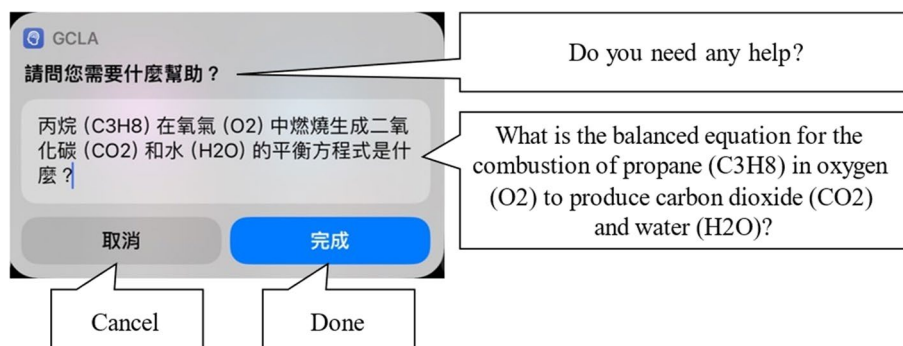 GCLA
請問您需要什麼幫助？
丙烷 (C3H8) 在氧氣 (O2) 中燃燒生成二氧
化碳 (CO2) 和水 (H2O) 的平衡方程式是什
麼？
取消
完成
Do you need any help?
What is the balanced equation for the
combustion of propane (C3H8) in oxygen
(O2) to produce carbon dioxide (CO2)
and water (H2O)?
Cancel
Done